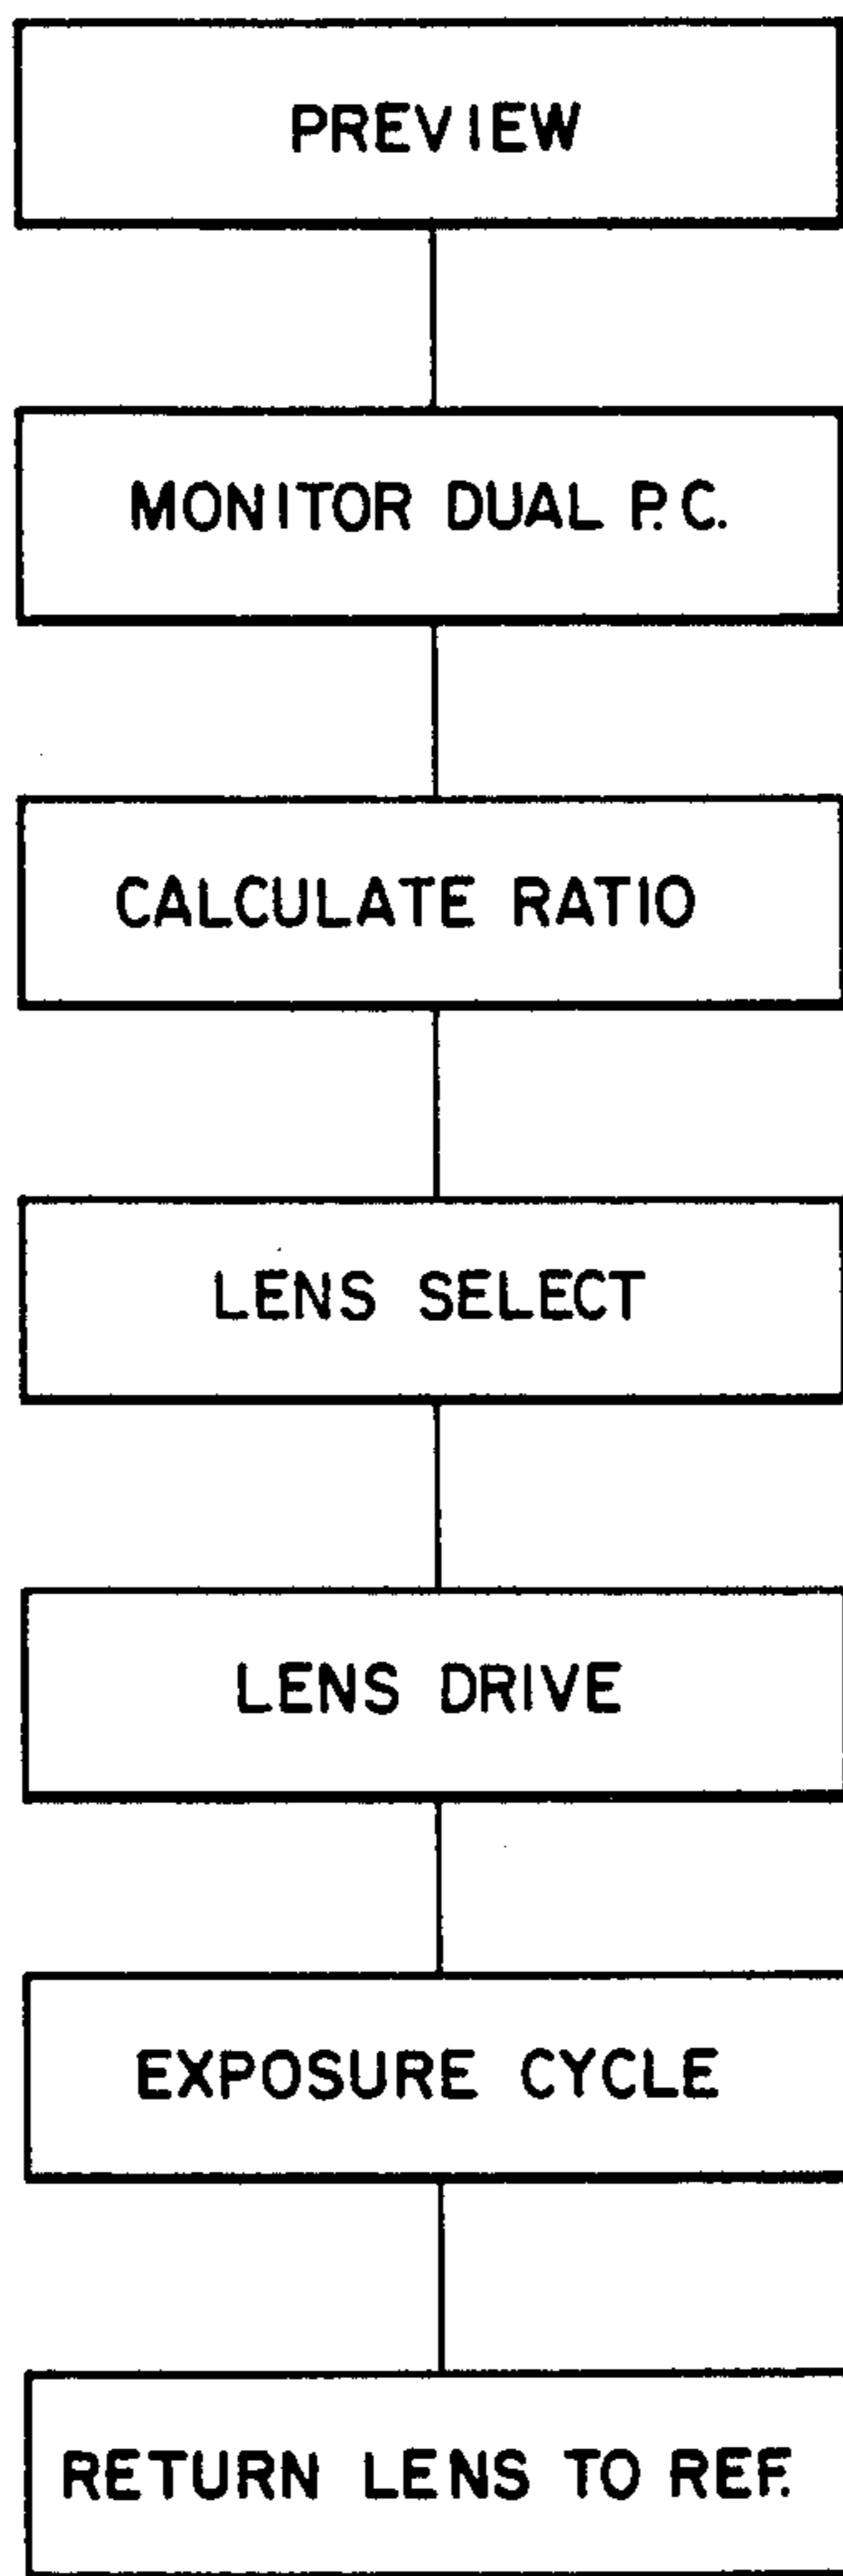 PREVIEW
MONITOR DUAL P.C.
CALCULATE RATIO
LENS SELECT
LENS DRIVE
EXPOSURE CYCLE
RETURN LENS TO REF.